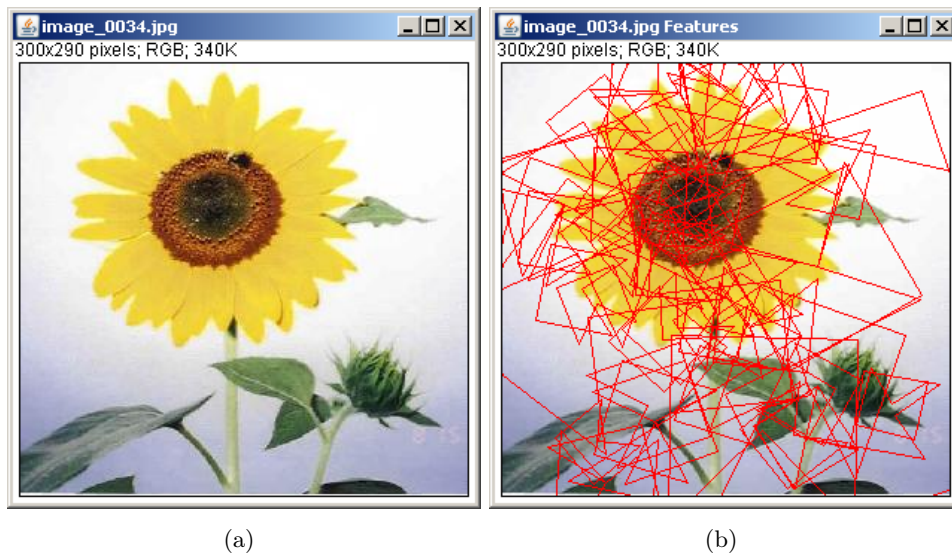 image_0034.jpg
300x290 pixels; RGB; 340K
image_0034.jpg Features
300x290 pixels; RGB; 340K
(a)
(b)